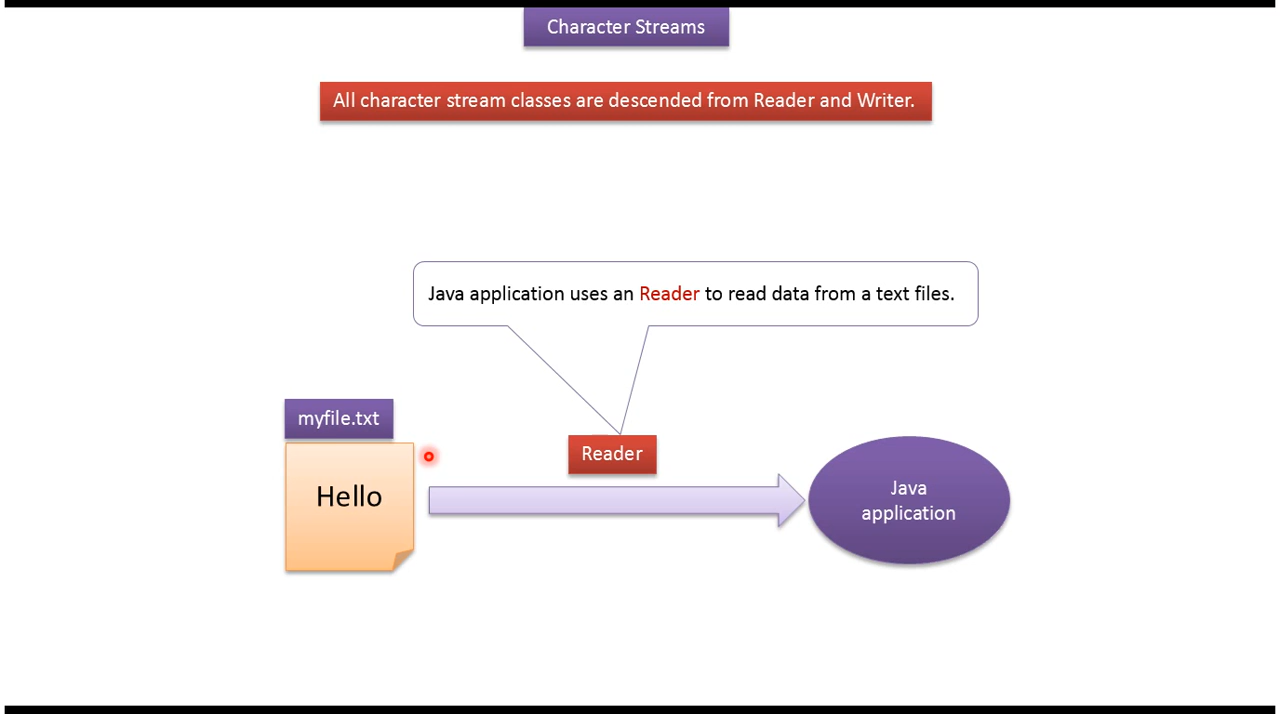 Character Streams
All character stream classes are descended from Reader and Writer.
Java application uses an Reader to read data from a text files.
myfile.txt
Reader
Hello
Java
application